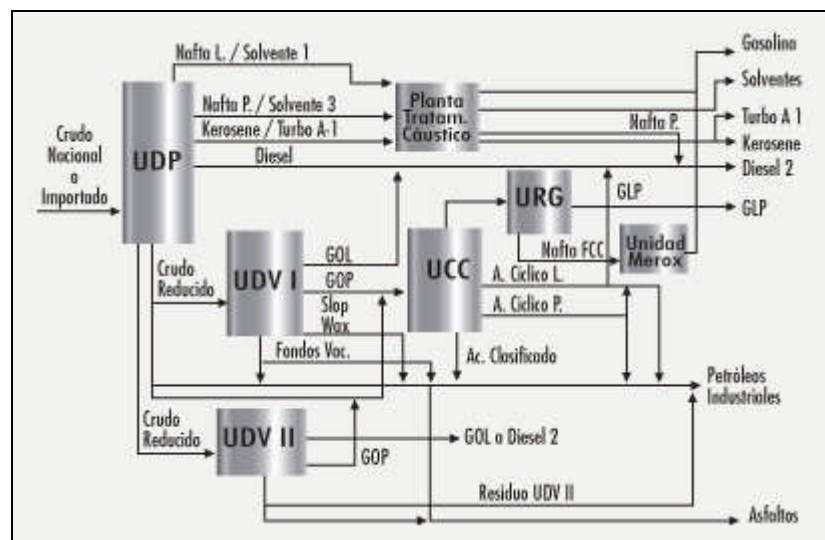 Nafta L. / Solvente 1
Gasolina
Solventes
Planta
Tratam.
Cáustico
Nafta P. / Solvente 3
Nafta P.
Turbo A 1
Crudo
Nacional
o
Importado
UDP
Kerosene / Turbo A-1
Kerosene
Diesel
Diesel 2
URG
GLP
GLP
Crudo
Reducido
UDV I
GOL
GOP
Slop
Wax
UCC
Nafta FCC
Unidad
Merox
A. Cíclico L.
A. Cíclico P.
Fondos Vac.
Ac. Clasificado
Petróleos
Industriales
Crudo
Reducido
UDV II
GOL o Diesel 2
GOP
Residuo UDV II
Asfaltos